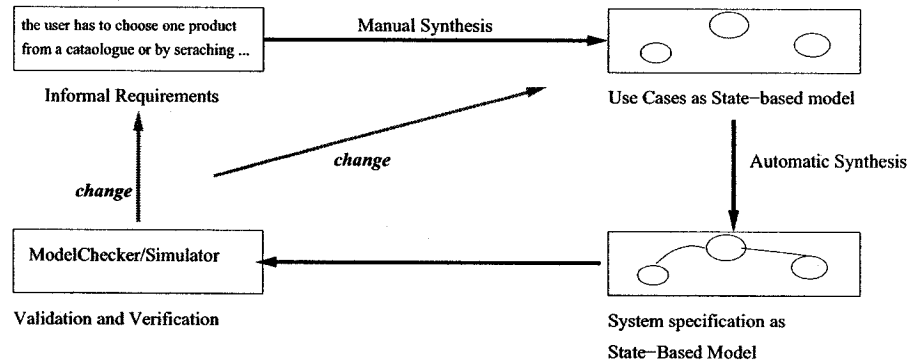 the user has to choose one product
from a cataologue or by seraching ...
Manual Synthesis
Informal Requirements
Use Cases as State-based model
change
change
Automatic Synthesis
ModelChecker/Simulator
Validation and Verification
System specification as
State-Based Model